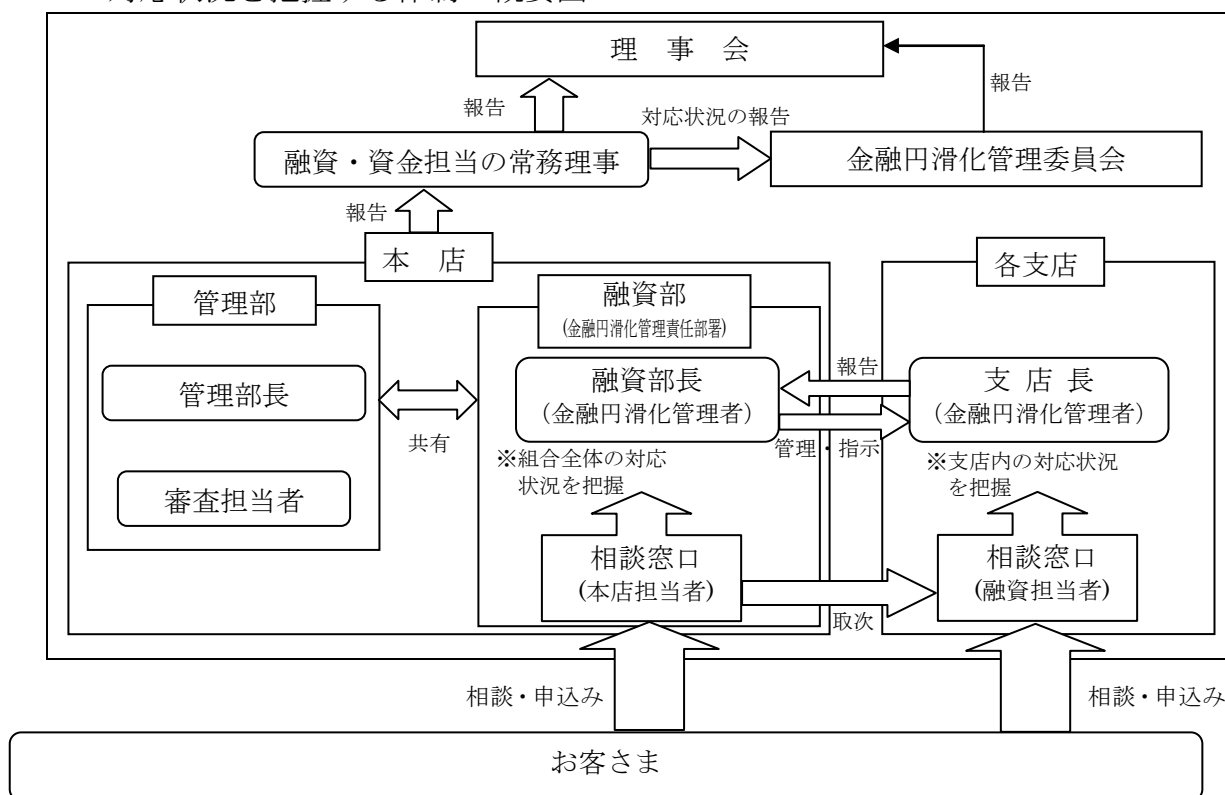 理 事 会
報告
報告
対応状況の報告
融資・資金担当の常務理事
金融円滑化管理委員会
報告
本 店
各支店
管理部
融資部
(金融円滑化管理責任部署)
管理部長
融資部長
(金融円滑化管理者)
報告
支 店 長
(金融円滑化管理者)
共有
管理・指示
※組合全体の対応
状況を把握
※支店内の対応状況
を把握
審査担当者
相談窓口
(本店担当者)
相談窓口
(融資担当者)
取次
相談・申込み
相談・申込み
お客さま